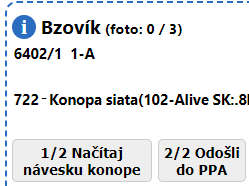 i Bzovík (foto: 0 / 3)
6402/1 1-A
722- Konopa siata(102-Alive SK:.8
1/2 Načítaj návesku konope
2/2 Odošli do PPA